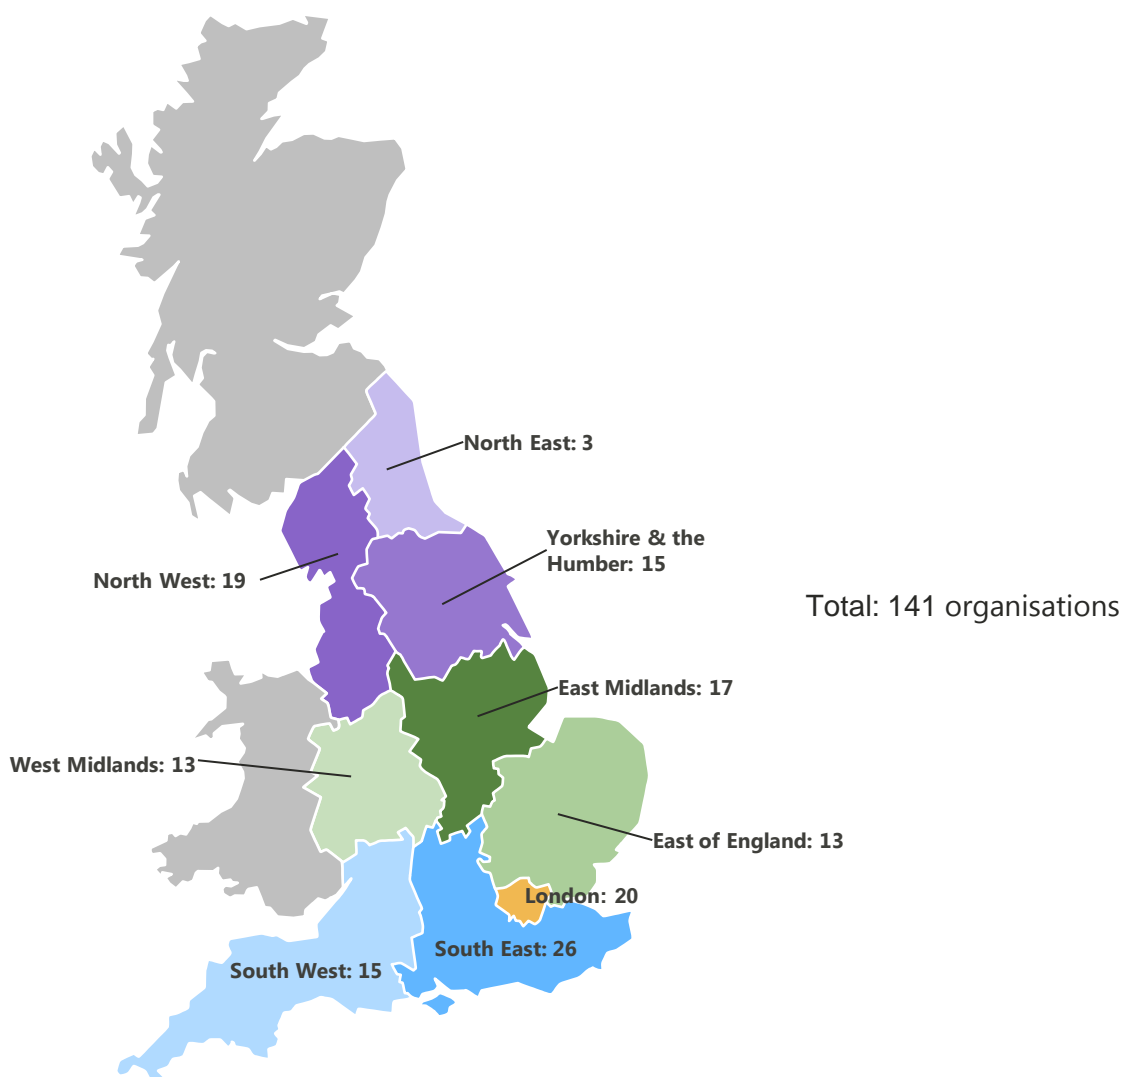 North East: 3
Yorkshire & the
Humber: 15
North West: 19
Total: 141 organisations
East Midlands: 17
West Midlands: 13
East of England: 13
London: 20
South East: 26
South West: 15